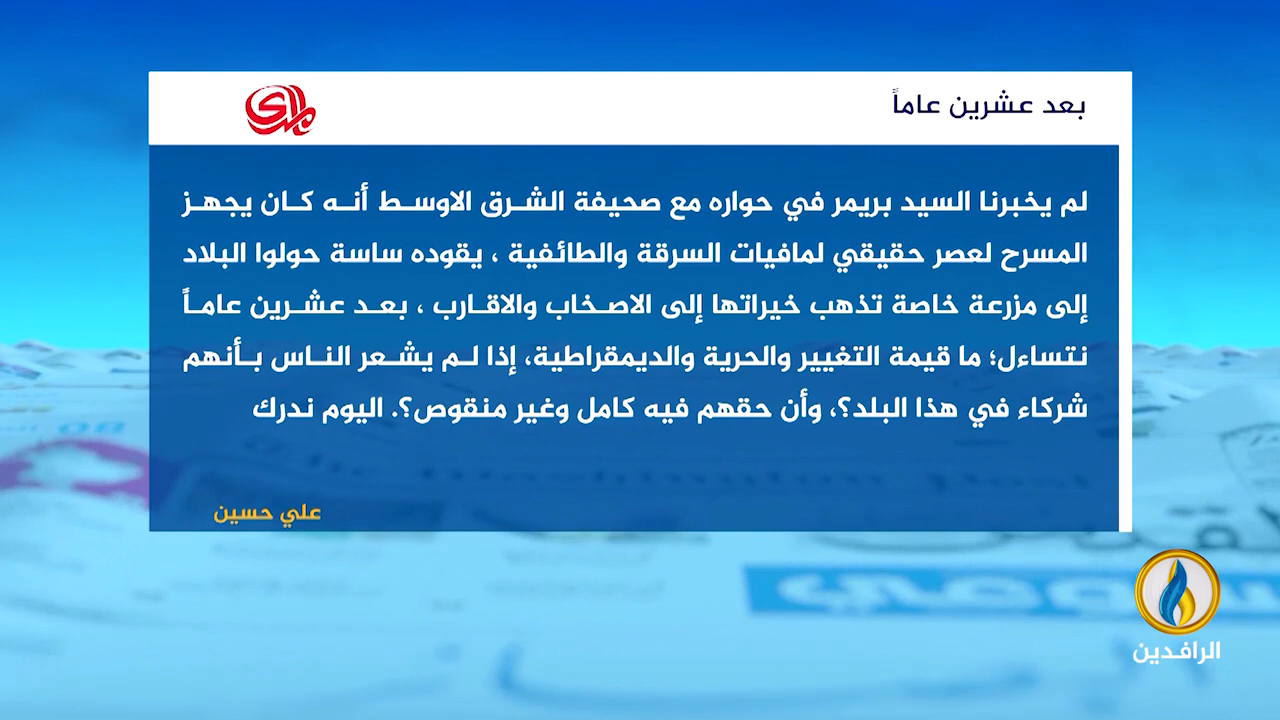 بعد عشرين عاماً
المدى
لم يخبرنا السيد بريمر في حواره مع صحيفة الشرق الاوسط أنه كان يجهز
المسرح لعصر حقيقي لمافيات السرقة والطائفية ، يقوده ساسة حولوا البلاد
إلى مزرعة خاصة تذهب خيراتها إلى الاصخاب والاقارب ، بعد عشرين عاماً
نتساءل؛ ما قيمة التغيير والحرية والديمقراطية، إذا لم يشعر الناس بأنهم
شركاء في هذا البلد؟، وأن حقهم فيه كامل وغير منقوص؟. اليوم ندرك
علي حسين
الرافدين